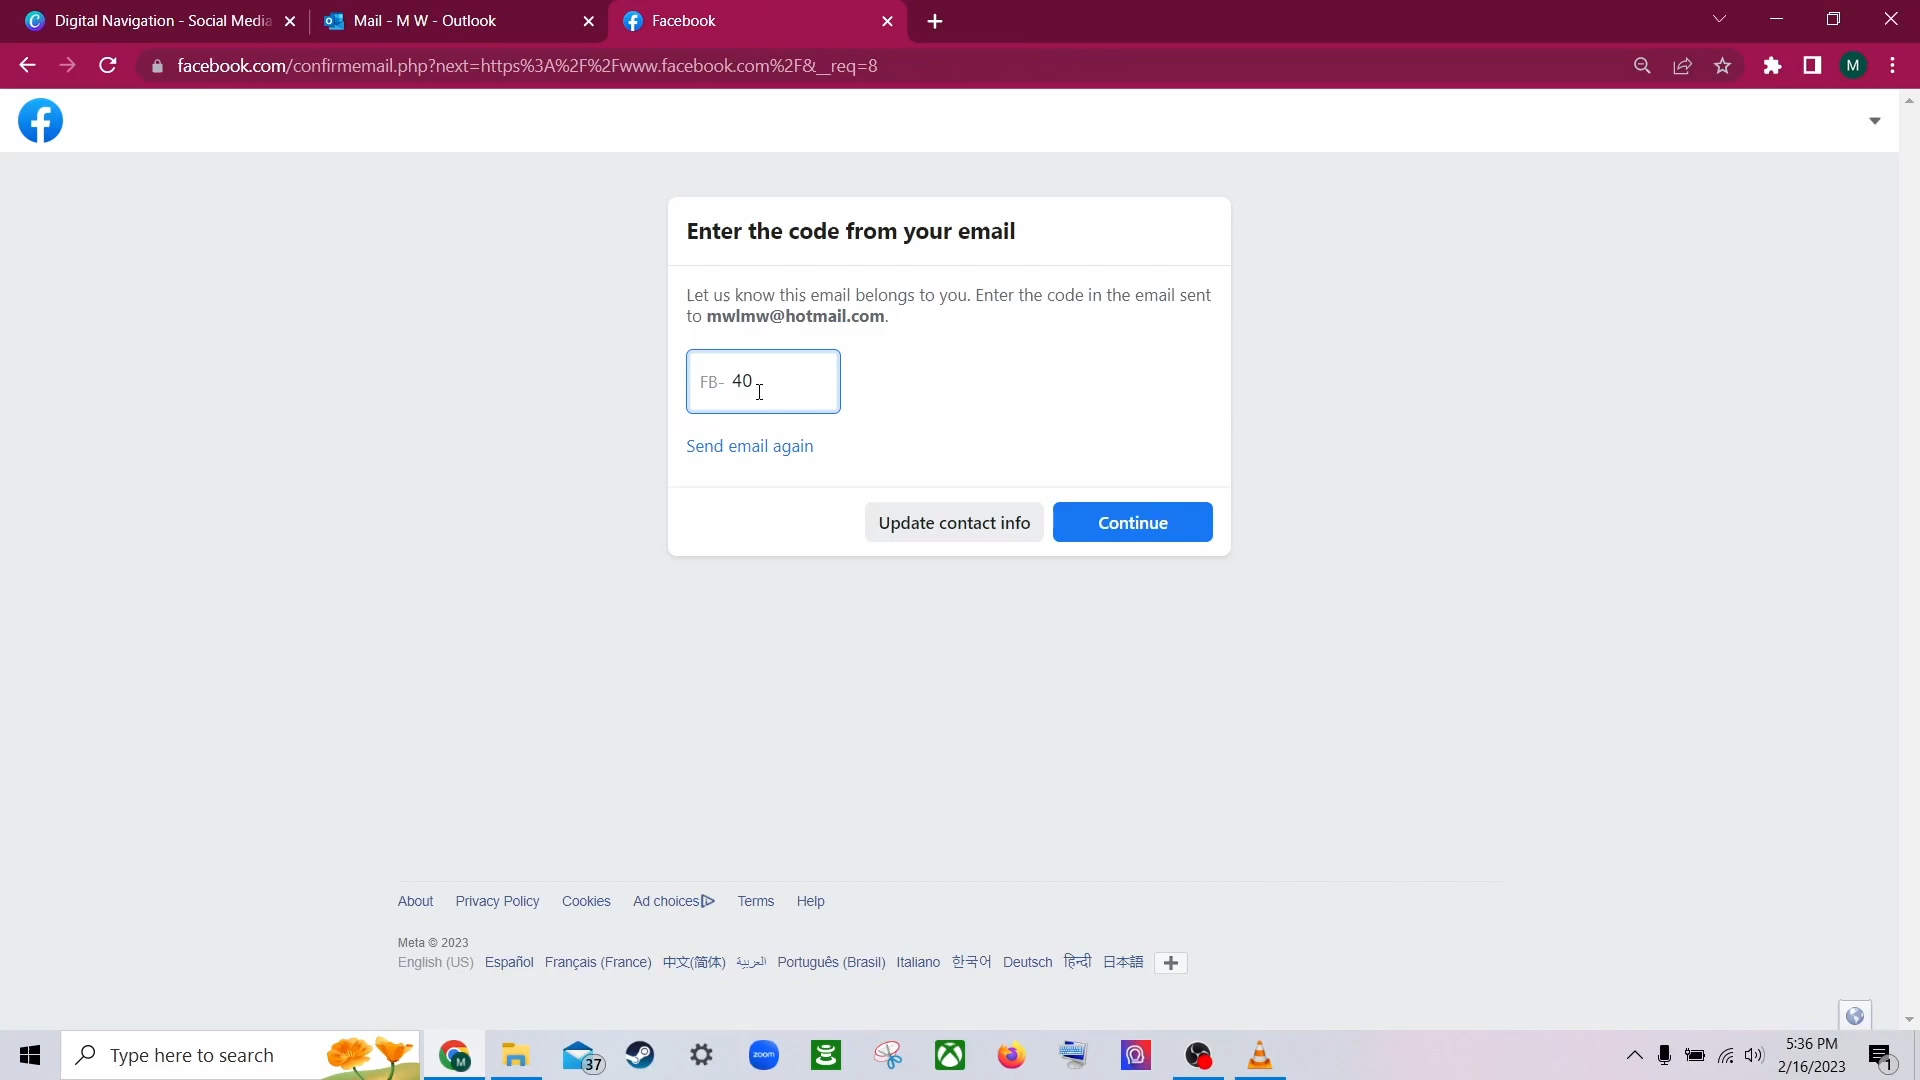 Digital Navigation - Social Media
Mail - M W - Outlook
Facebook
facebook.com/confirmemail.php?next=https%3A%2F%2Fwww.facebook.com%2F&__req=8
M
Enter the code from your email
Let us know this email belongs to you. Enter the code in the email sent
to mwlmw@hotmail.com.
FB- 40
Send email again
Update contact info
Continue
About Privacy Policy Cookies Ad choices Terms Help
Meta © 2023
English (US) Español Français (France) 中文(简体) العربية Português (Brasil) Italiano 한국어 Deutsch हिन्दी 日本語
Type here to search
M
37
zoom
5:36 PM
2/16/2023
1